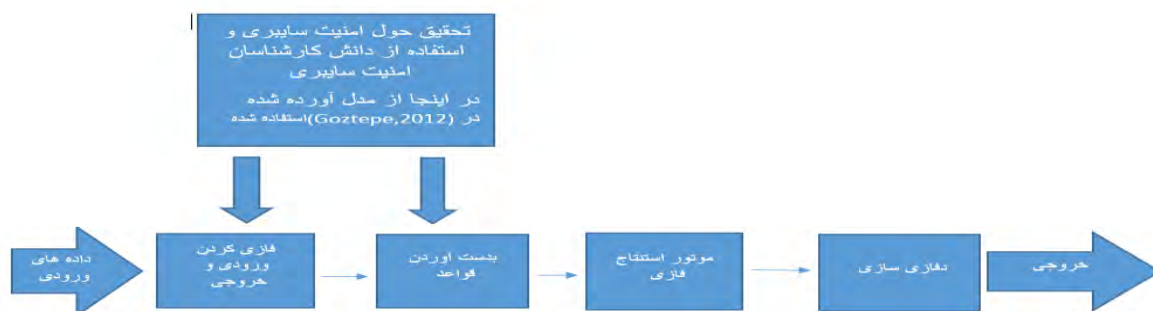 تحقیق حول امنیت سایبری و
استفاده از دانش کارشناسان
امنیت سایبری
در اینجا از مدل آورده شده
در (Goztepe,2012)استفاده شده
داده های
ورودی
فازی کردن
ورودی و
خروجی
بدست اوردن
قواعد
موتور استنتاج
فازی
دفازی سازی
خروجی